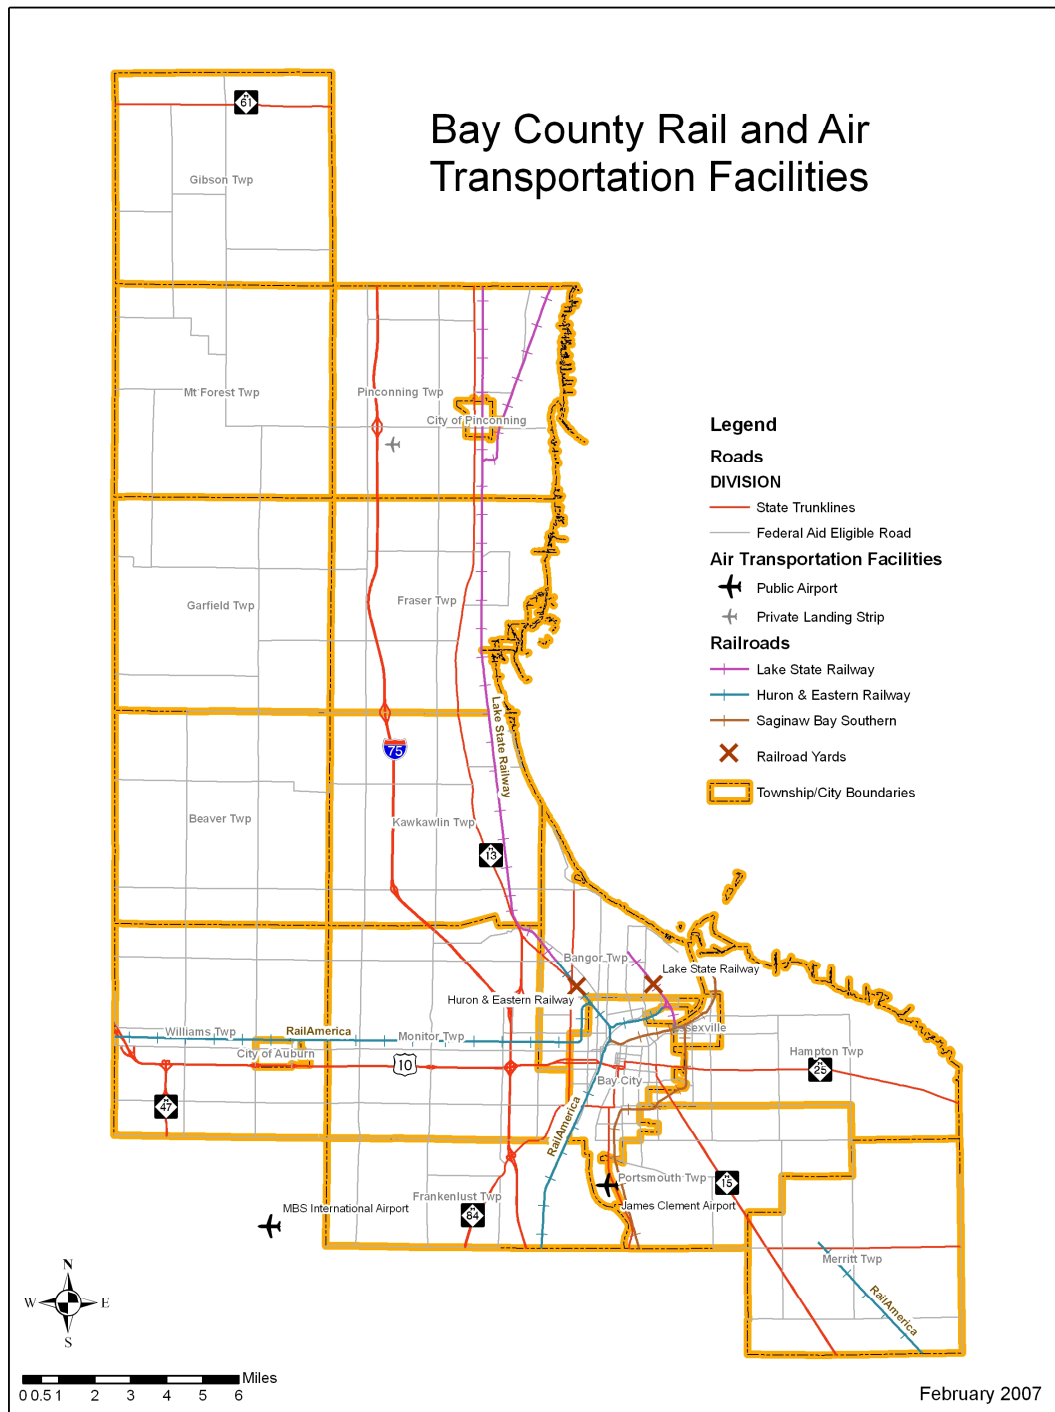 Bay County Rail and Air
Transportation Facilities
61
Gibson Twp
Mt Forest Twp
Pinconning Twp
City of Pinconning
Legend
Roads
DIVISION
State Trunklines
Federal Aid Eligible Road
Air Transportation Facilities
Public Airport
Private Landing Strip
Railroads
Lake State Railway
Huron & Eastern Railway
Saginaw Bay Southern
Railroad Yards
Township/City Boundaries
Garfield Twp
Fraser Twp
Lake State Railway
75
Beaver Twp
Kawkawlin Twp
13
Bangor Twp
Lake State Railway
Huron & Eastern Railway
Williams Twp
RailAmerica
Monitor Twp
Essexville
City of Auburn
Hampton Twp
10
25
Bay City
47
RailAmerica
Portsmouth Twp
15
Frankenlust Twp
MBS International Airport
James Clement Airport
84
Merritt Twp
RailAmerica
N
W
E
S
Miles
0 0.5 1 2 3 4 5 6
February 2007